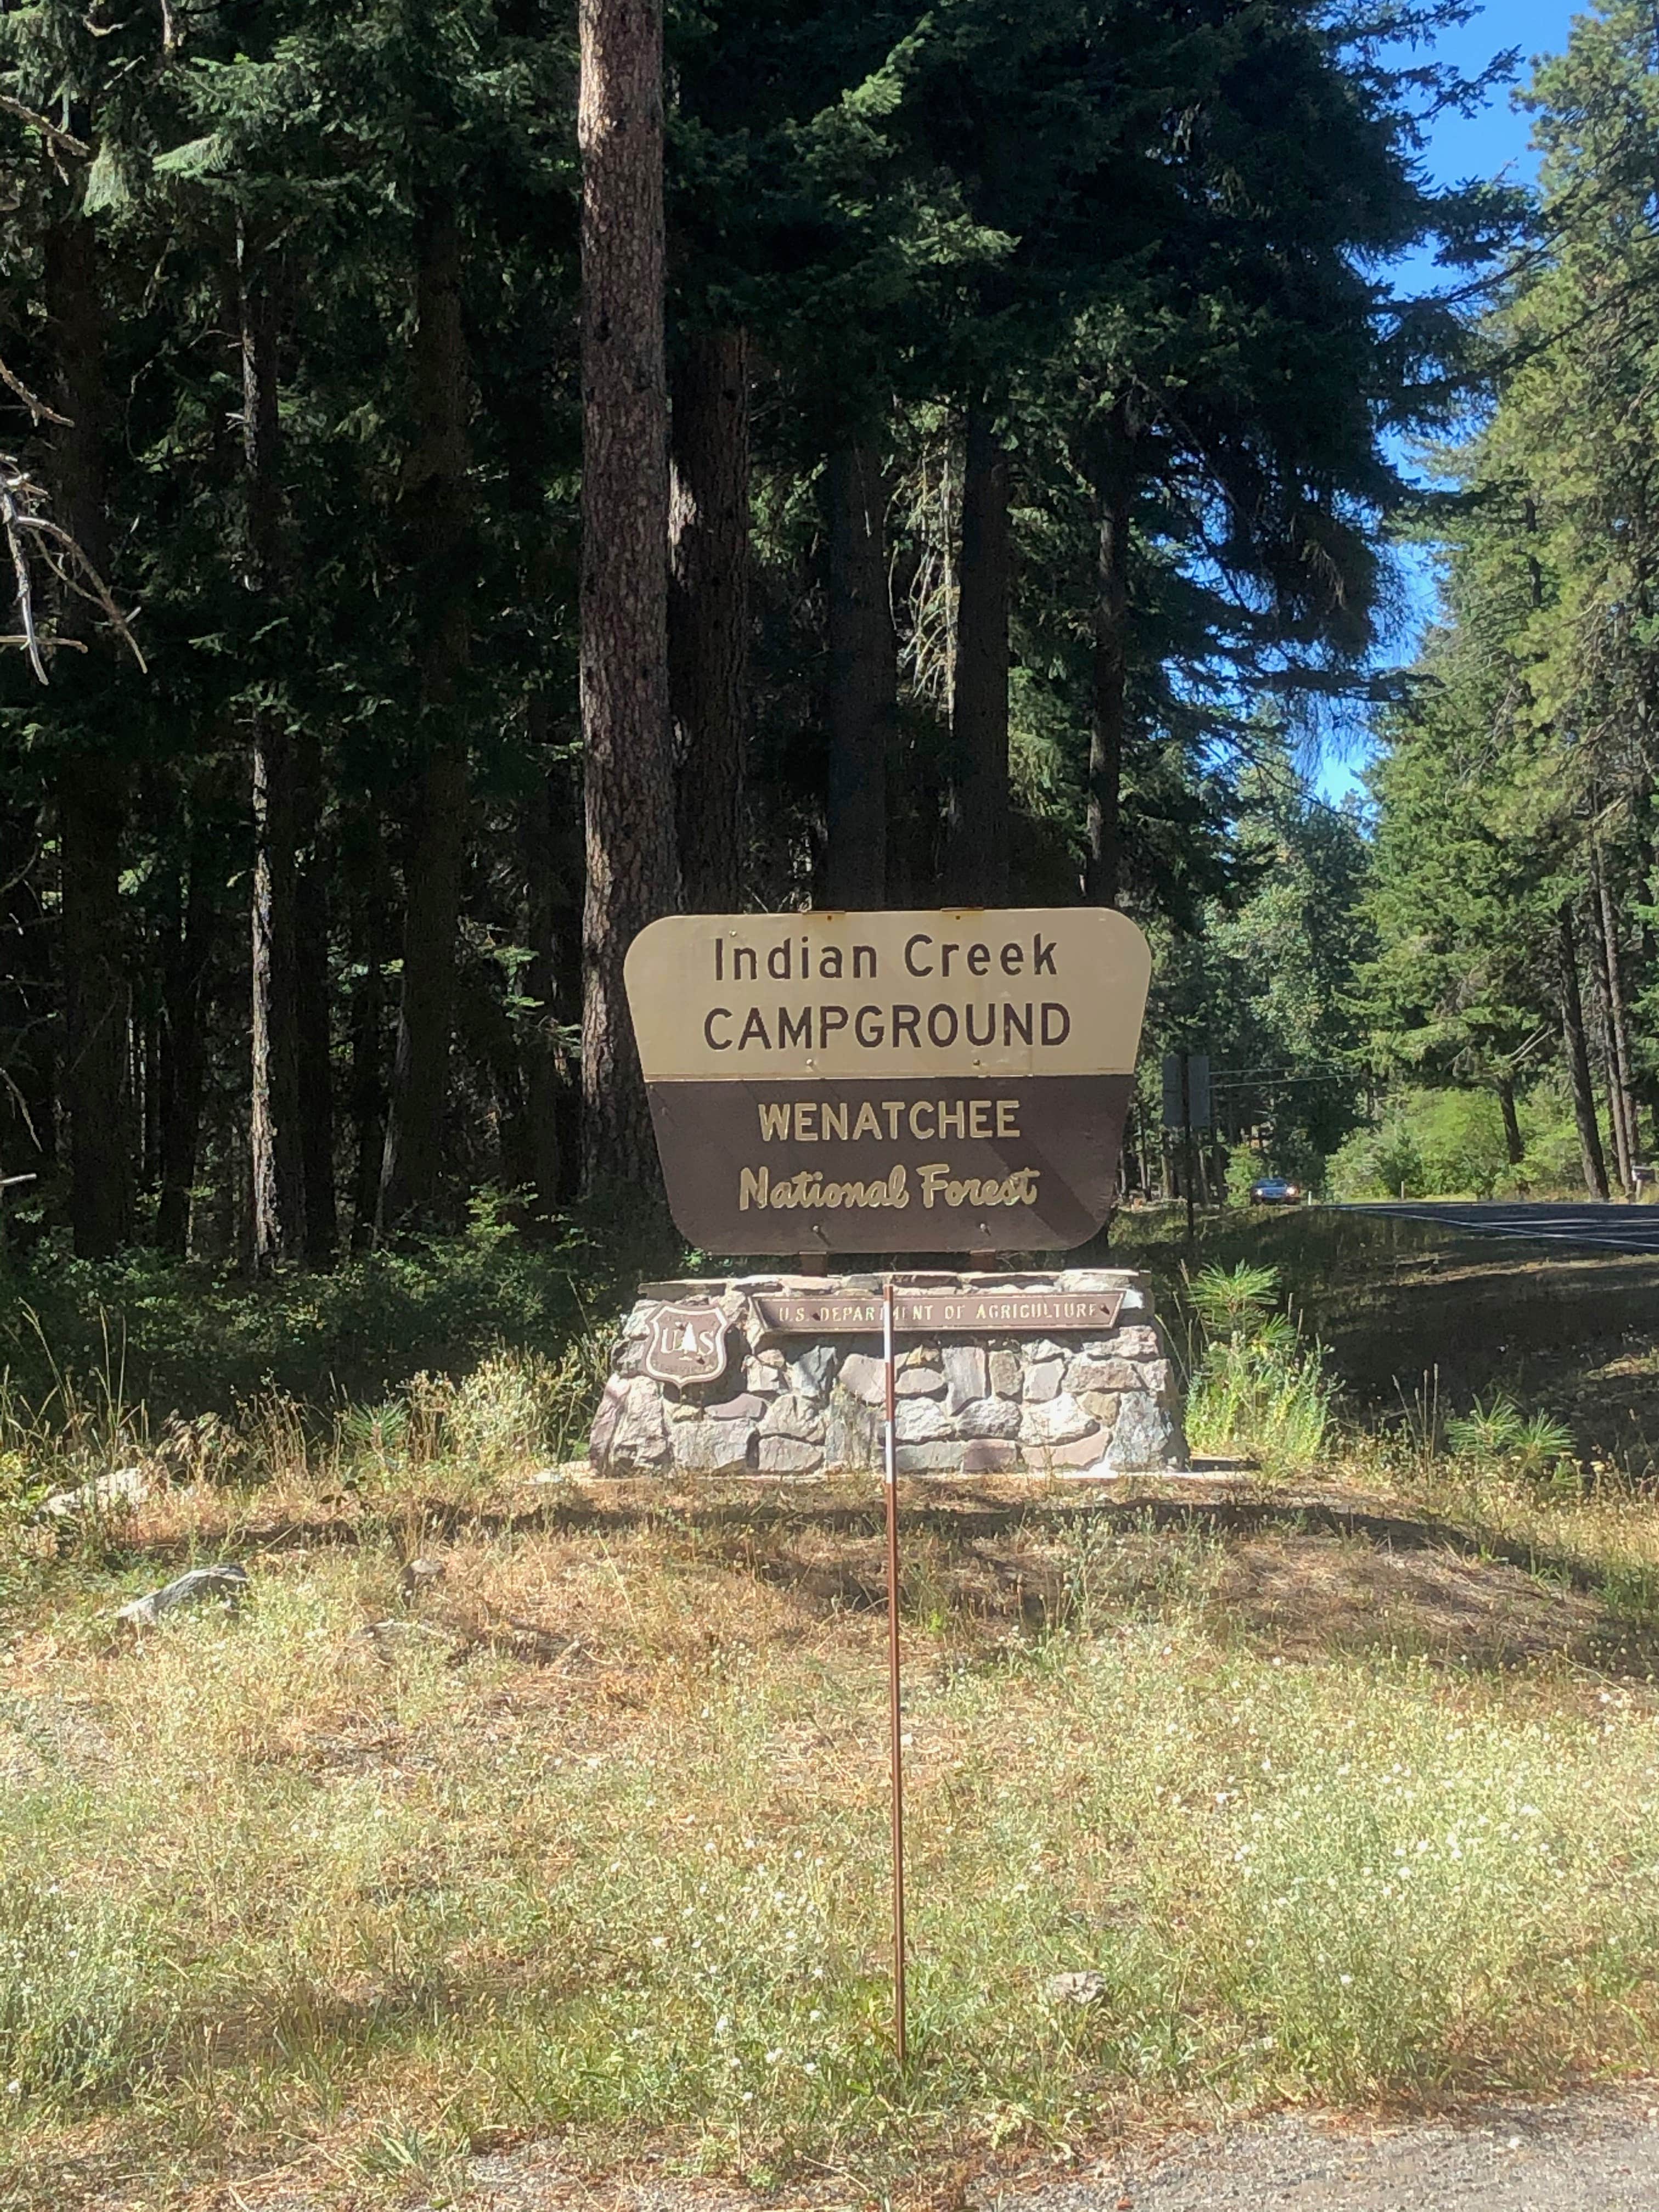 Indian Creek
CAMPGROUND
WENATCHEE
National Forest
U.S. DEPARTMENT OF AGRICULTURE
U S